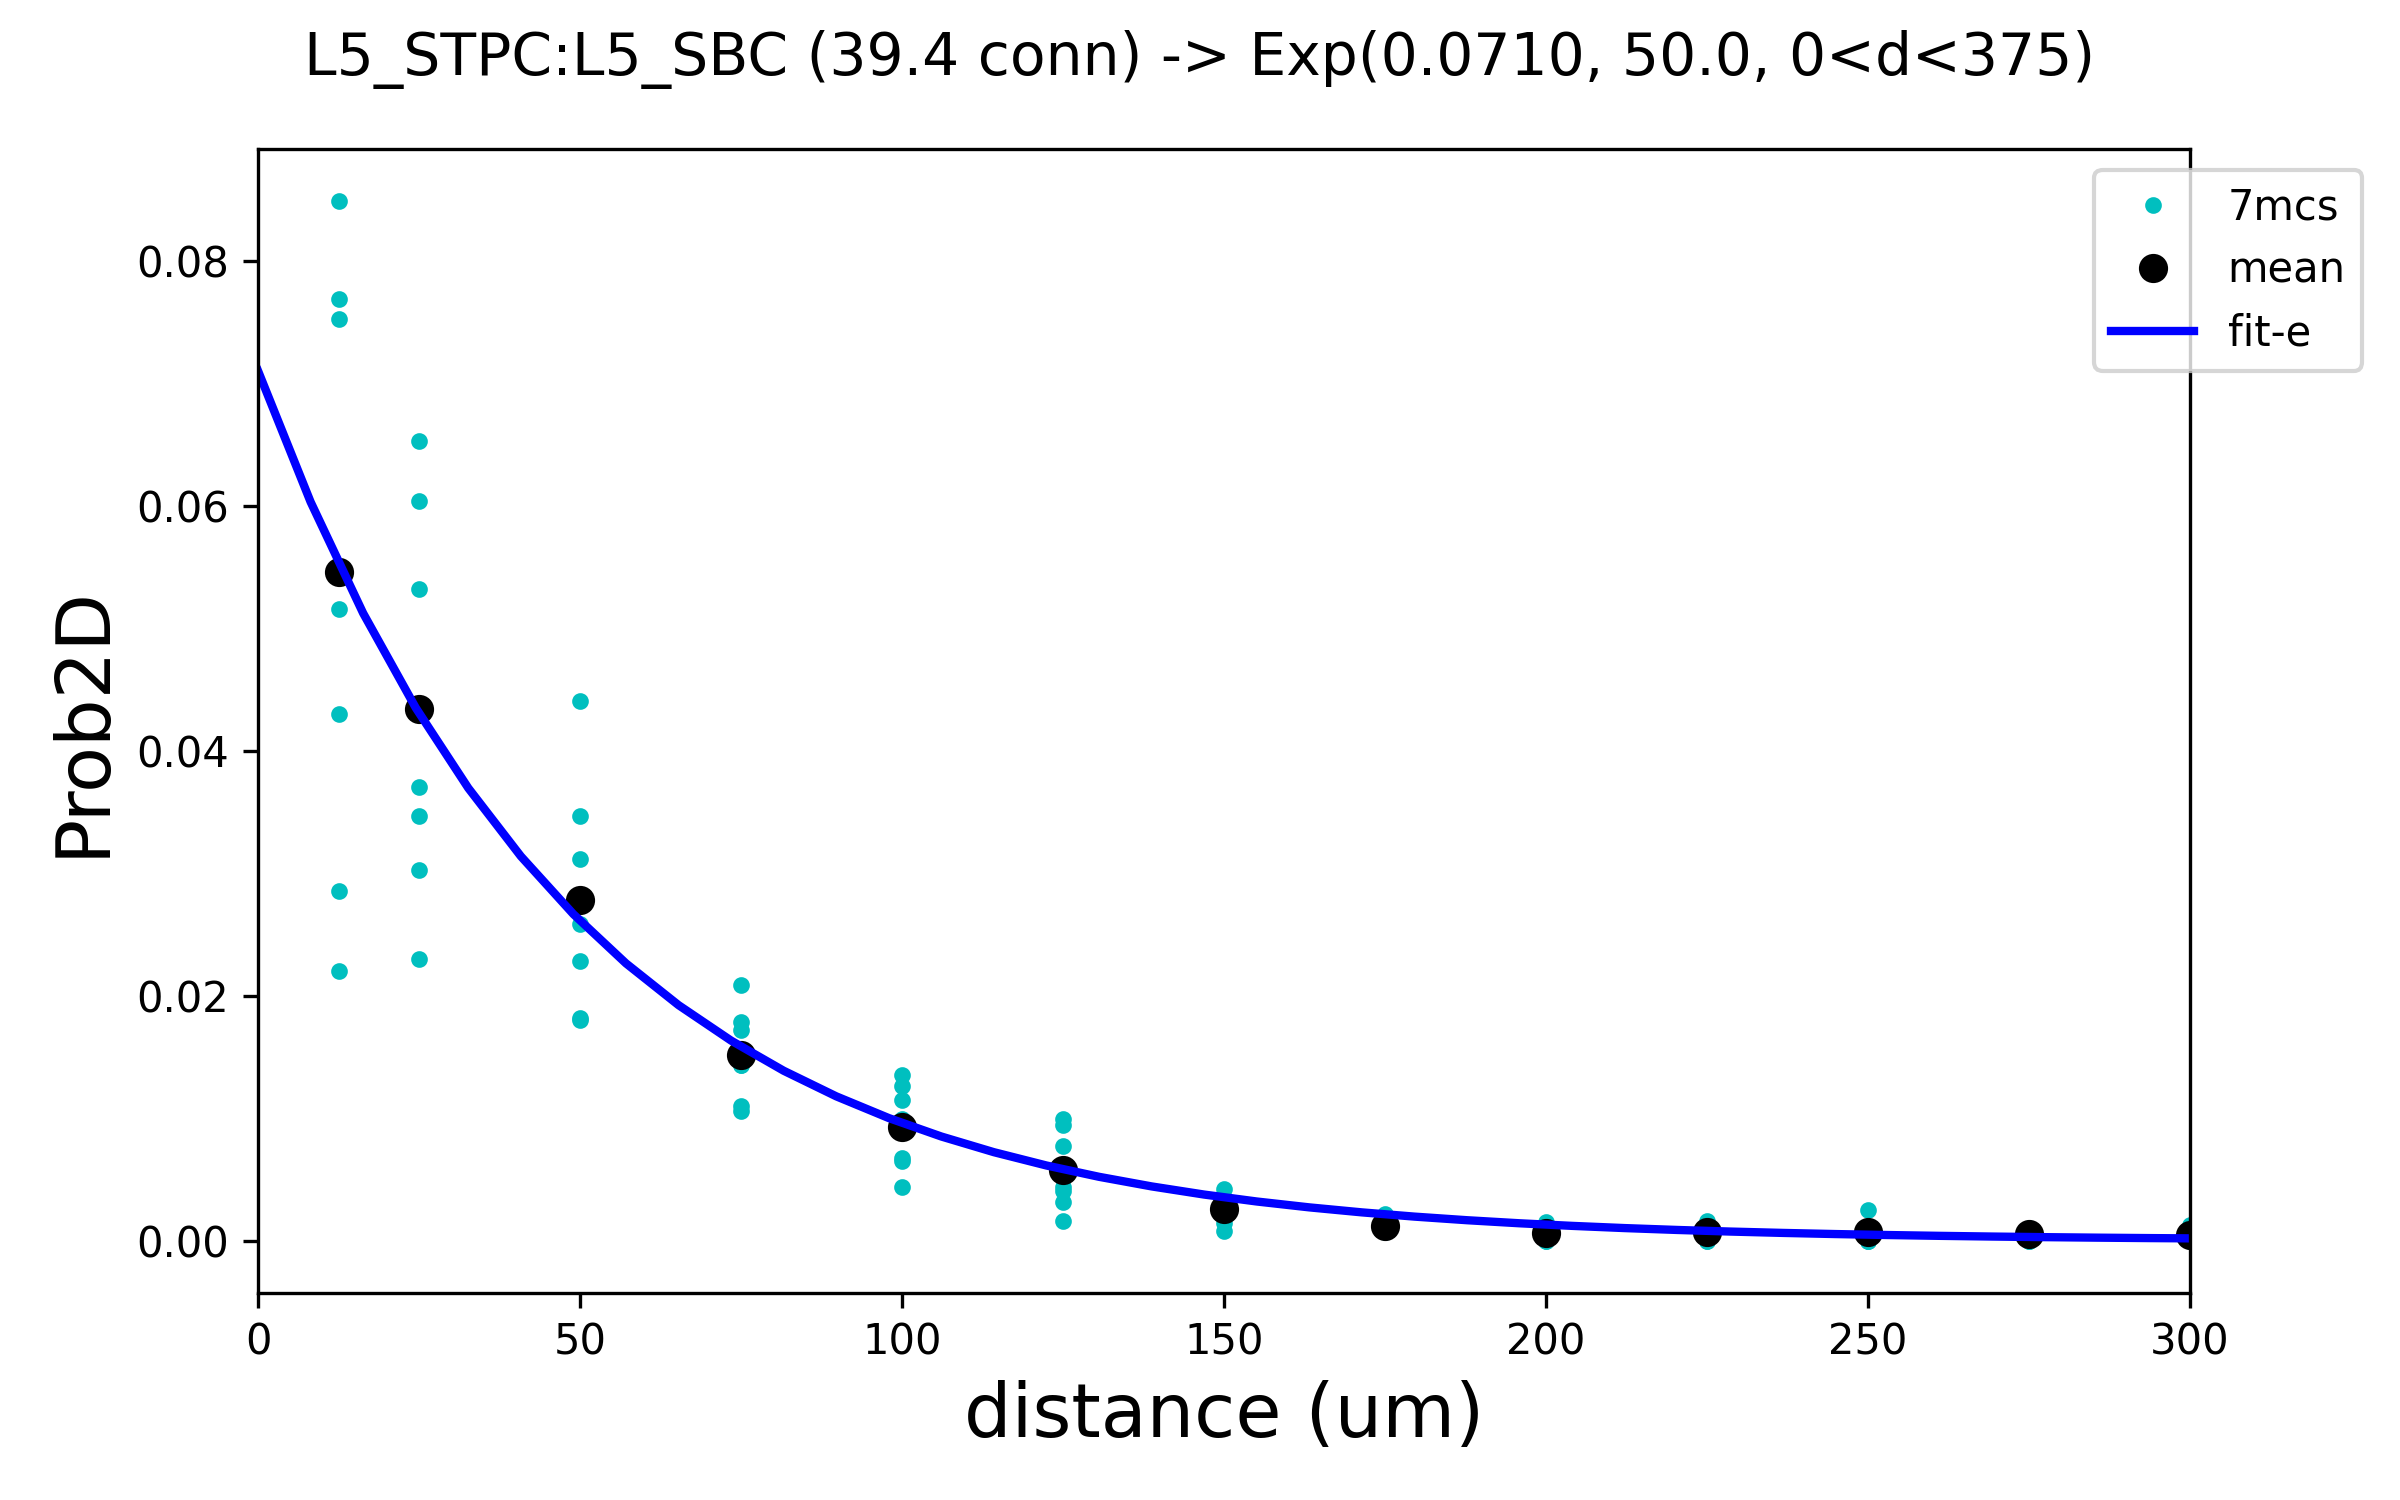 L5_STPC:L5_SBC (39.4 conn) -> Exp(0.0710, 50.0, 0<d<375)
7mcs
mean
fit-e
0.08
0.06
0.04
0.02
0.00
Prob2D
0 50 100 150 200 250 300
distance (um)